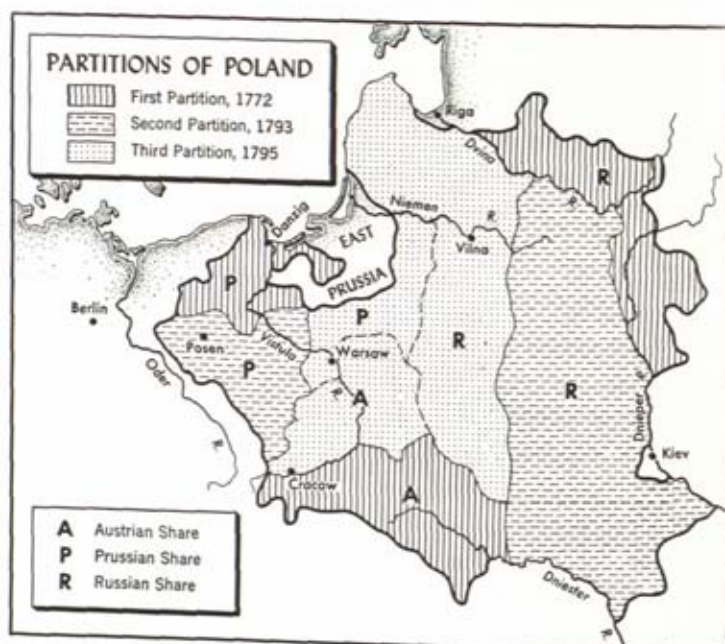 PARTITIONS OF POLAND
First Partition, 1772
Second Partition, 1793
Third Partition, 1795
Riga
Dvina
R
R.
Niemen
R.
Vilna
Danzig
EAST
PRUSSIA
P
Berlin
P
Posen
Vistula
Warsaw
R.
P
R
R
Oder
R.
A
Dnieper R.
Kiev
Cracow
A
Dniester
R.
A Austrian Share
P Prussian Share
R Russian Share